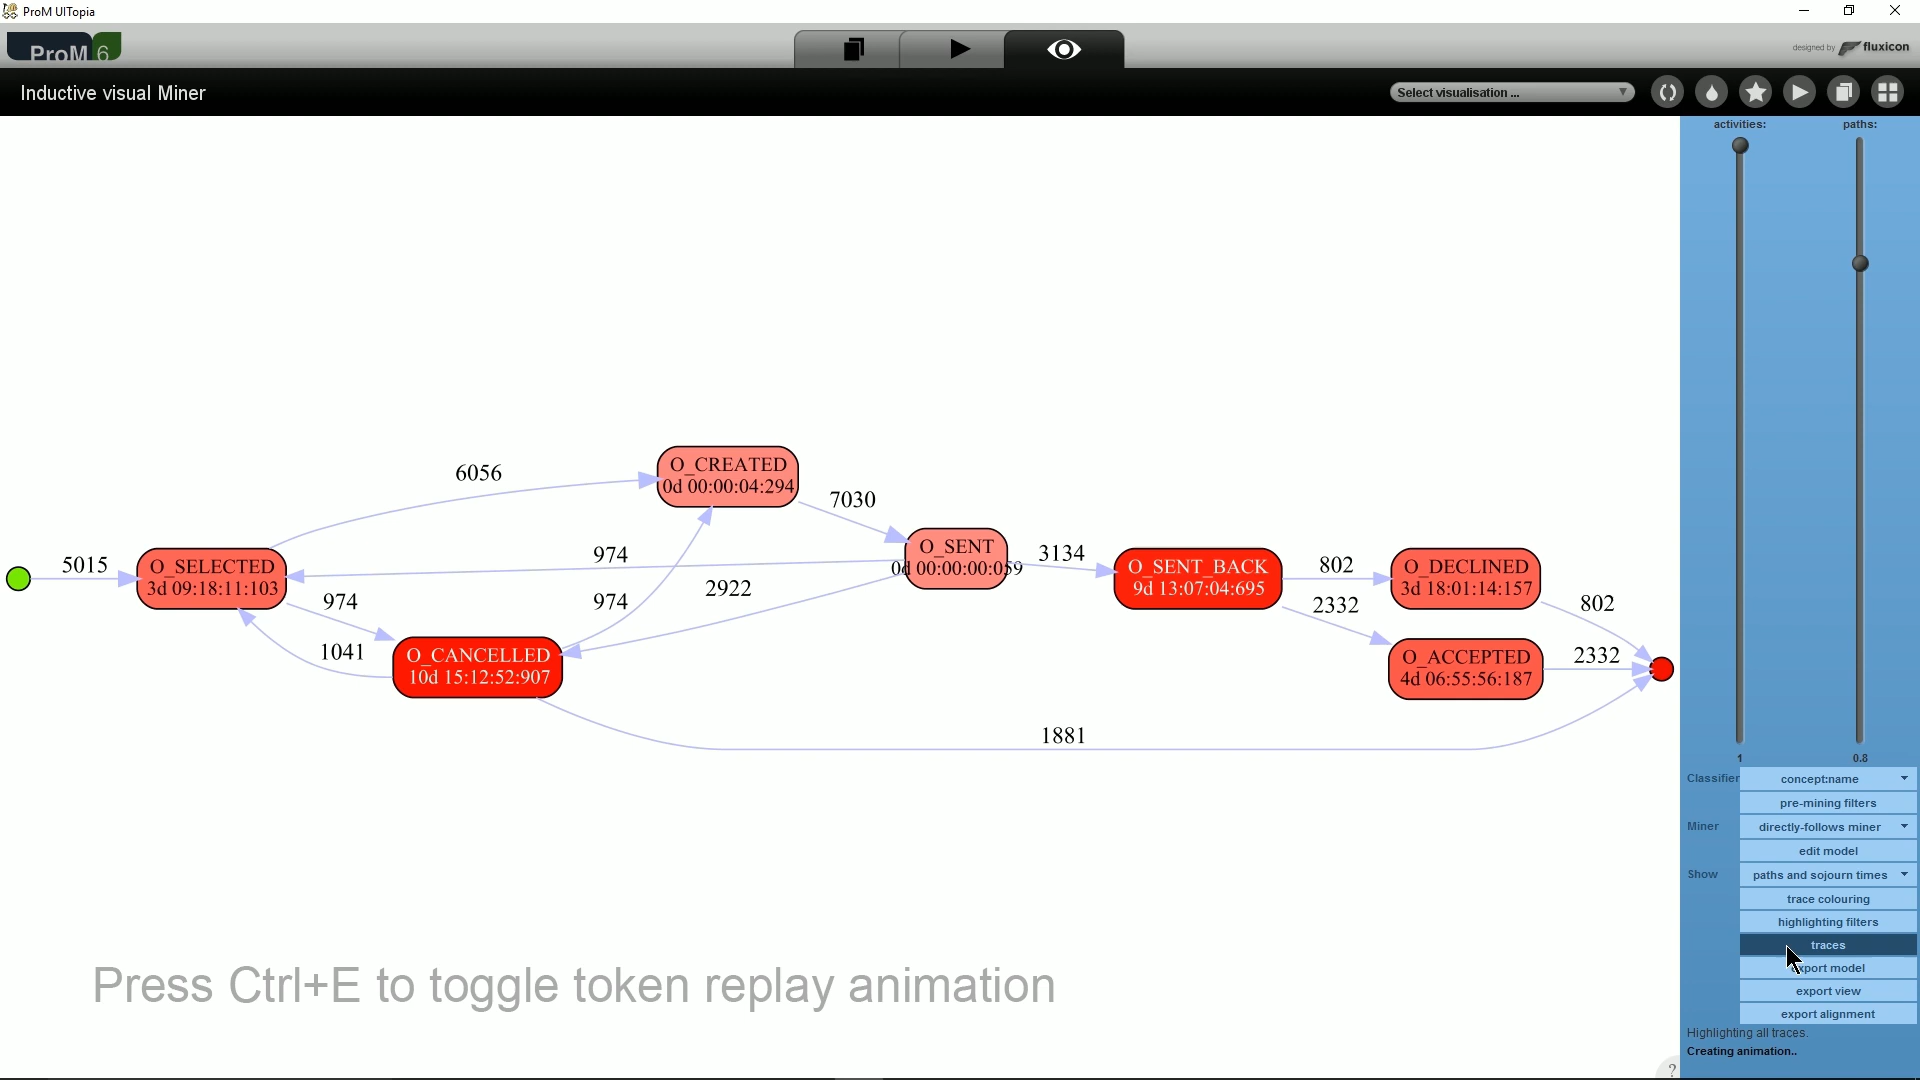 ProM UITopia
ProM 6
designed by fluxicon
Inductive visual Miner
Select visualisation ...
activities:
paths:
O_CREATED
0d 00:00:04:294
6056
7030
O_SENT
0d 00:00:00:059
974
3134
5015
O_SELECTED
3d 09:18:11:103
O_SENT_BACK
9d 13:07:04:695
802
O_DECLINED
3d 18:01:14:157
974
974
2922
2332
802
1041
O_CANCELLED
10d 15:12:52:907
O_ACCEPTED
4d 06:55:56:187
2332
1881
1
0.8
Classifier
concept:name
pre-mining filters
Miner
directly-follows miner
edit model
Show
paths and sojourn times
trace colouring
highlighting filters
traces
export model
export view
export alignment
Highlighting all traces.
Creating animation..
Press Ctrl+E to toggle token replay animation
?